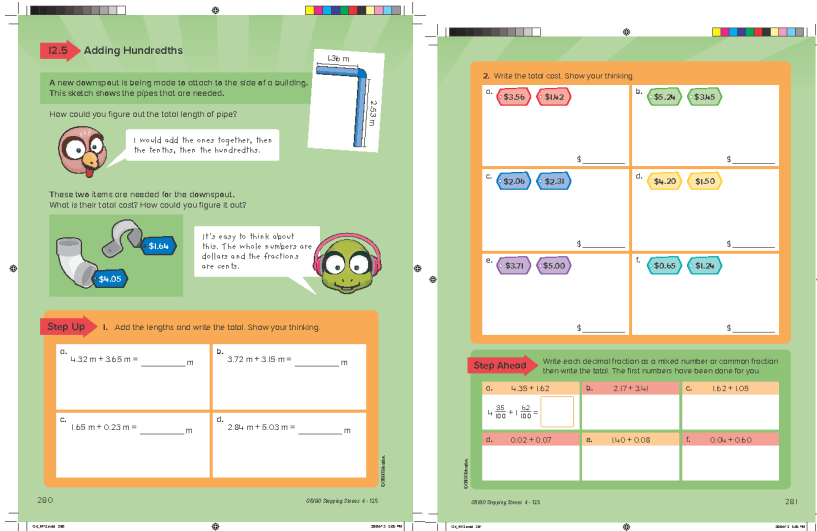 12.5 Adding Hundredths
A new downspout is being made to attach to the side of a building.
This sketch shows the pipes that are needed.
1.36 m
2.53 m
How could you figure out the total length of pipe?
I would add the ones together, then
the tenths, then the hundredths.
These two items are needed for the downspout.
What is their total cost? How could you figure it out?
$1.64
$4.05
It's easy to think about
this. The whole numbers are
dollars and the fractions
are cents.
Step Up 1. Add the lengths and write the total. Show your thinking.
a.
4.32 m + 3.65 m = ________ m
b.
3.72 m + 3.15 m = ________ m
c.
1.65 m + 0.23 m = ________ m
d.
2.84 m + 5.03 m = ________ m
280
ORIGO Stepping Stones 4 • 12.5
2. Write the total cost. Show your thinking.
a. $3.56 $1.42
$ ________
b. $5.24 $3.45
$ ________
c. $2.06 $2.31
$ ________
d. $4.20 $1.50
$ ________
e. $3.71 $5.00
$ ________
f. $0.65 $1.24
$ ________
Step Ahead Write each decimal fraction as a mixed number or common fraction
then write the total. The first numbers have been done for you.
a. 4.35 + 1.62
4 35/100 + 1 62/100 =
b. 2.17 + 3.41
c. 1.62 + 1.05
d. 0.02 + 0.07
e. 1.40 + 0.08
f. 0.04 + 0.60
ORIGO Stepping Stones 4 • 12.5
281